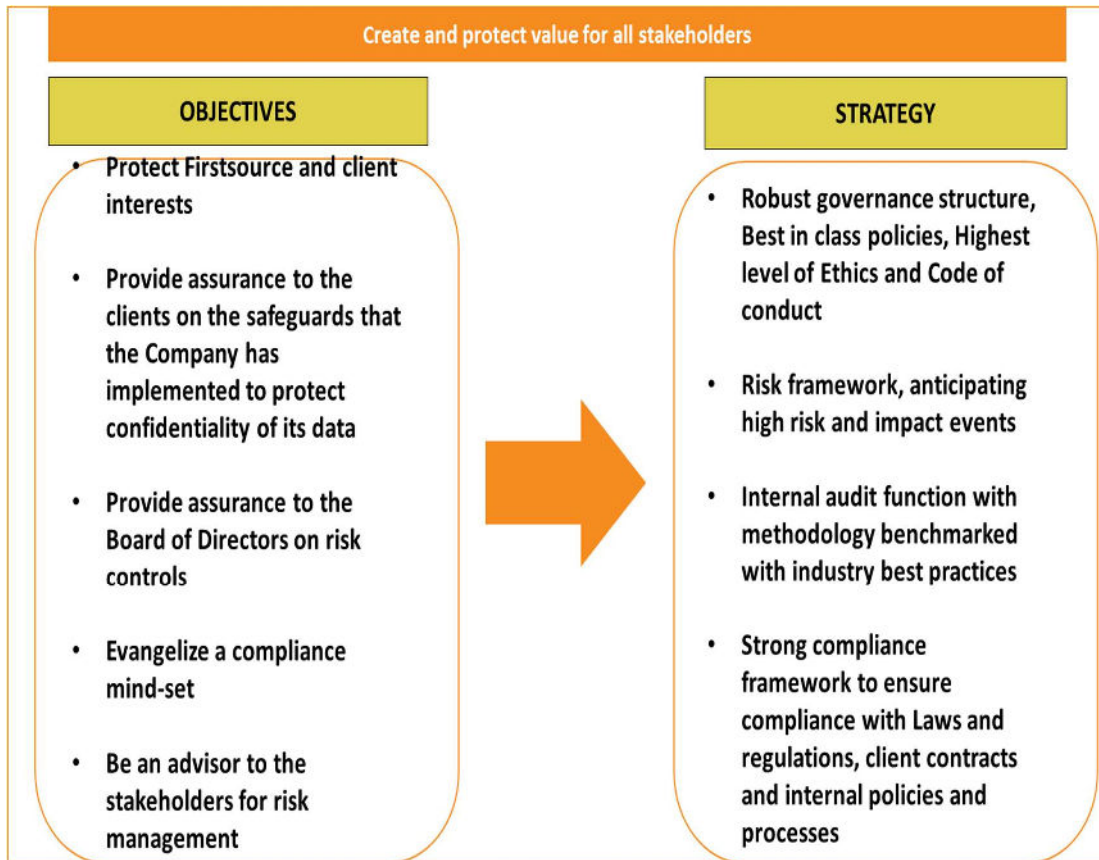 Create and protect value for all stakeholders
OBJECTIVES
• Protect Firstsource and client
interests
• Provide assurance to the
clients on the safeguards that
the Company has
implemented to protect
confidentiality of its data
• Provide assurance to the
Board of Directors on risk
controls
• Evangelize a compliance
mind-set
• Be an advisor to the
stakeholders for risk
management
STRATEGY
• Robust governance structure,
Best in class policies, Highest
level of Ethics and Code of
conduct
• Risk framework, anticipating
high risk and impact events
• Internal audit function with
methodology benchmarked
with industry best practices
• Strong compliance
framework to ensure
compliance with Laws and
regulations, client contracts
and internal policies and
processes